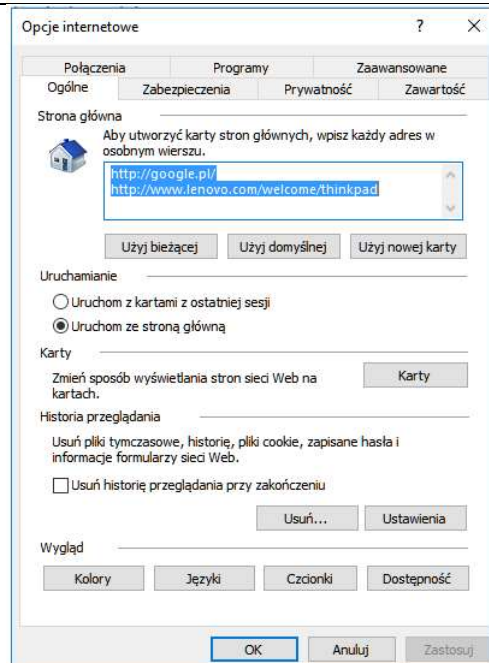 Opcje internetowe
Połączenia Programy Zaawansowane
Ogólne Zabezpieczenia Prywatność Zawartość
Strona główna
Aby utworzyć karty stron głównych, wpisz każdy adres w
osobnym wierszu.
http://google.pl/
http://www.lenovo.com/welcome/thinkpad
Użyj bieżącej Użyj domyślnej Użyj nowej karty
Uruchamianie
Uruchom z kartami z ostatniej sesji
Uruchom ze stroną główną
Karty
Zmień sposób wyświetlania stron sieci Web na
kartach.
Karty
Historia przeglądania
Usuń pliki tymczasowe, historię, pliki cookie, zapisane hasła i
informacje formularzy sieci Web.
Usuń historię przeglądania przy zakończeniu
Usuń... Ustawienia
Wygląd
Kolory Języki Czcionki Dostępność
OK Anuluj Zastosuj